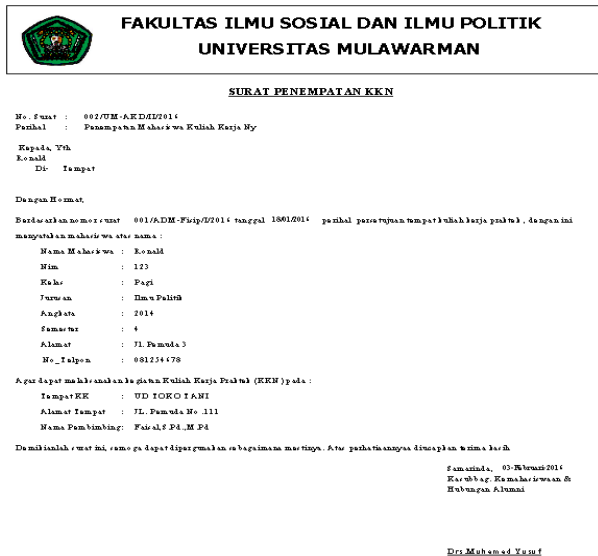 FAKULTAS ILMU SOSIAL DAN ILMU POLITIK
UNIVERSITAS MULAWARMAN
SURAT PENEMPATAN KKN
No. Surat : 002/UM-AKD/II/2016
Perihal : Penempatan Mahasiswa Kuliah Kerja Ny
Kepada, Yth
Ronald
Di- Tempat
Dengan Hormat,
Berdasarkan nomor surat 001/ADM-Fisip/I/2016 tanggal 18/01/2016 perihal persetujuan tempat kuliah kerja praktek , dengan ini
menyatakan mahasiswa atas nama :
Nama Mahasiswa : Ronald
Nim : 123
Kelas : Pagi
Jurusan : Ilmu Politik
Angkata : 2014
Semester : 4
Alamat : Jl. Pemuda 3
No_Telpon : 081254678
Agar dapat melaksanakan kegiatan Kuliah Kerja Praktek (KKN) pada :
Tempat KK : UD TOKO TANI
Alamat Tempat : JL. Pemuda No .111
Nama Pembimbing: Faisal,S.Pd.,M.Pd
Demikianlah surat ini, semoga dapat dipergunakan sebagaimana mestinya. Atas perhatiannyaa diucapkan terima kasih
Samarinda, 03-Februari-2016
Kasubbag. Kemahasiswaan &
Hubungan Alumni
Drs.Muhamed Yusuf